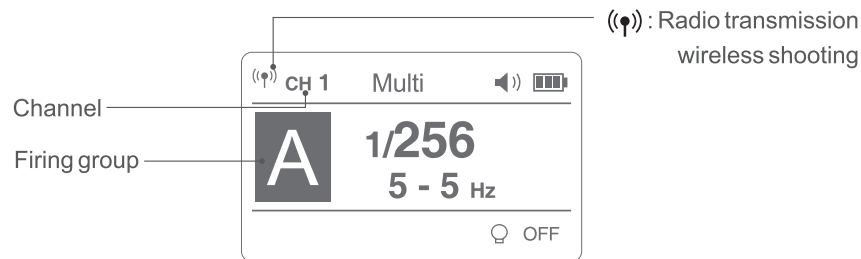 : Radio transmission
wireless shooting
CH 1 Multi
Channel
Firing group
A
1/256
5 - 5 Hz
OFF